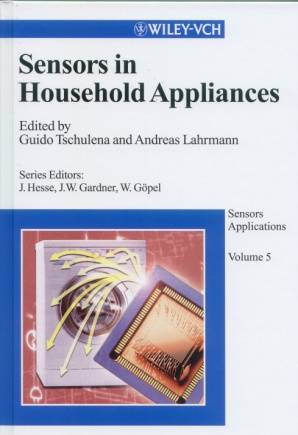 WILEY-VCH
Sensors in
Household Appliances
Edited by
Guido Tschulena and Andreas Lahrmann
Series Editors:
J. Hesse, J.W. Gardner, W. Göpel
Sensors
Applications
Volume 5